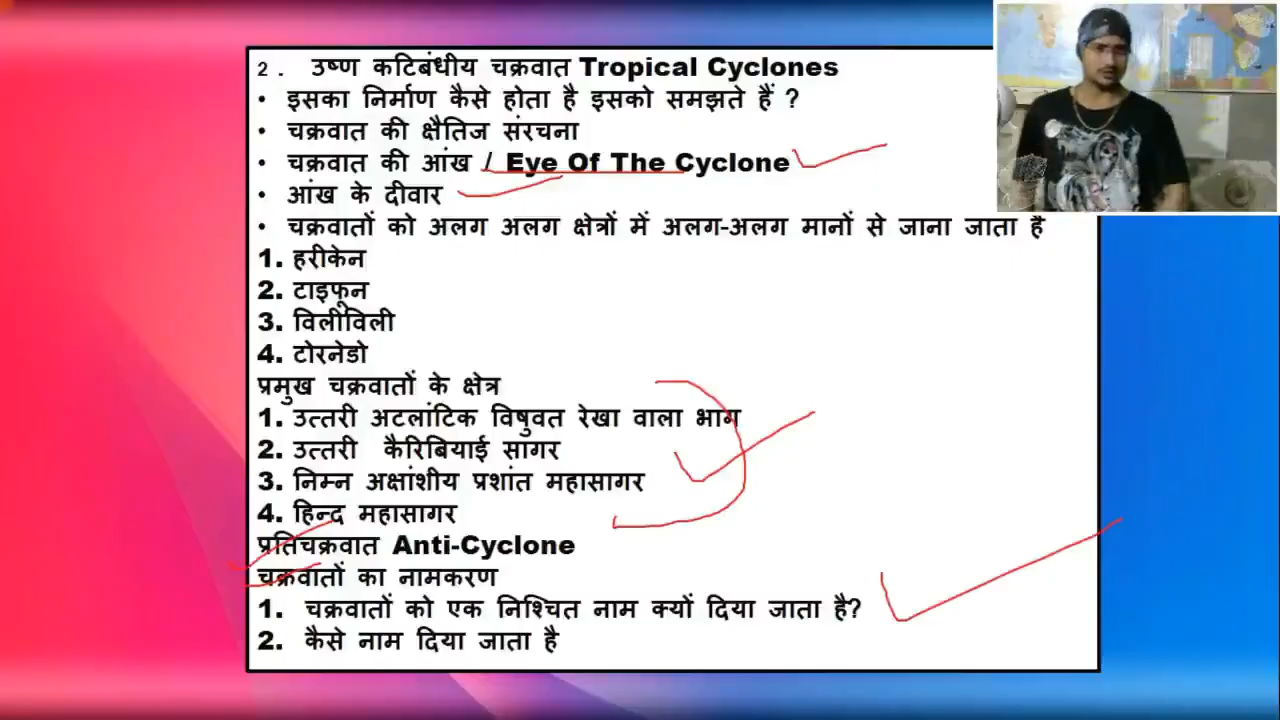 2 . उष्ण कटिबंधीय चक्रवात Tropical Cyclones
• इसका निर्माण कैसे होता है इसको समझते हैं ?
• चक्रवात की क्षैतिज संरचना
• चक्रवात की आंख / Eye Of The Cyclone
• आंख के दीवार
• चक्रवातों को अलग अलग क्षेत्रों में अलग-अलग मानों से जाना जाता है
1. हरीकेन
2. टाइफून
3. विलीविली
4. टोरनेडो
प्रमुख चक्रवातों के क्षेत्र
1. उत्तरी अटलांटिक विषुवत रेखा वाला भाग
2. उत्तरी कैरिबियाई सागर
3. निम्न अक्षांशीय प्रशांत महासागर
4. हिन्द महासागर
प्रतिचक्रवात Anti-Cyclone
चक्रवातों का नामकरण
1. चक्रवातों को एक निश्चित नाम क्यों दिया जाता है?
2. कैसे नाम दिया जाता है